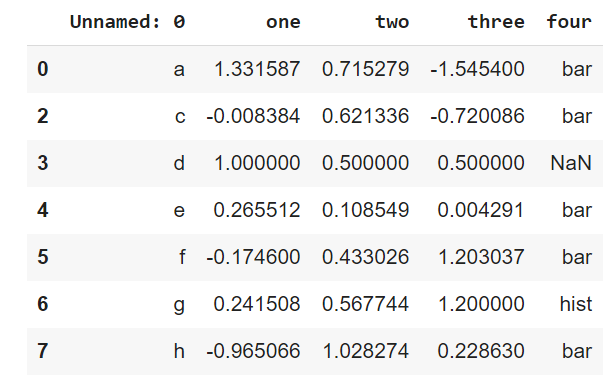 Unnamed: 0 one two three four
0 a 1.331587 0.715279 -1.545400 bar
2 c -0.008384 0.621336 -0.720086 bar
3 d 1.000000 0.500000 0.500000 NaN
4 e 0.265512 0.108549 0.004291 bar
5 f -0.174600 0.433026 1.203037 bar
6 g 0.241508 0.567744 1.200000 hist
7 h -0.965066 1.028274 0.228630 bar